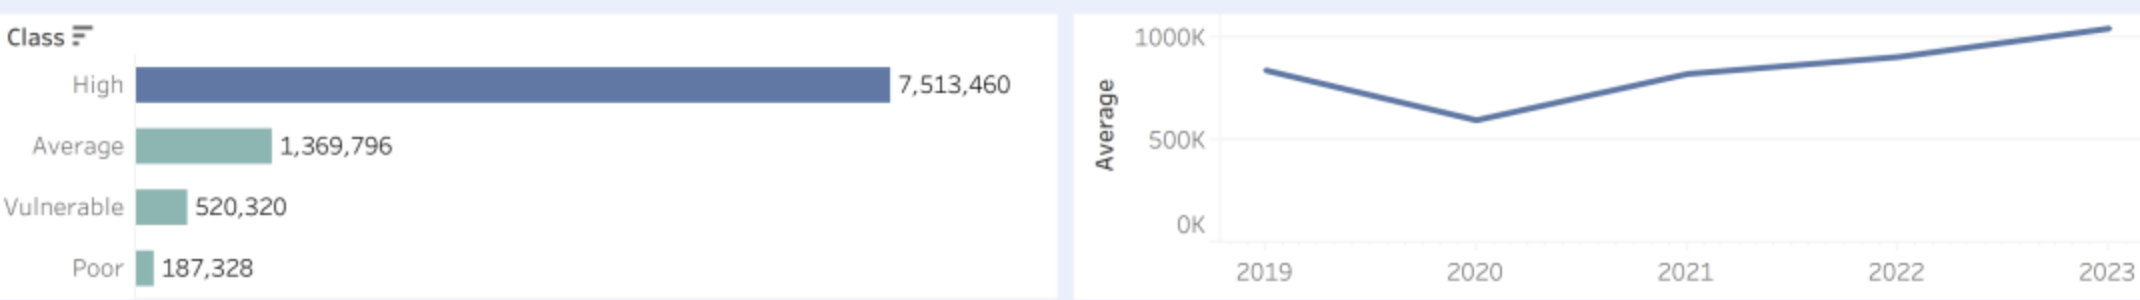 Class
High 7,513,460
Average 1,369,796
Vulnerable 520,320
Poor 187,328
Average
1000K
500K
0K
2019 2020 2021 2022 2023